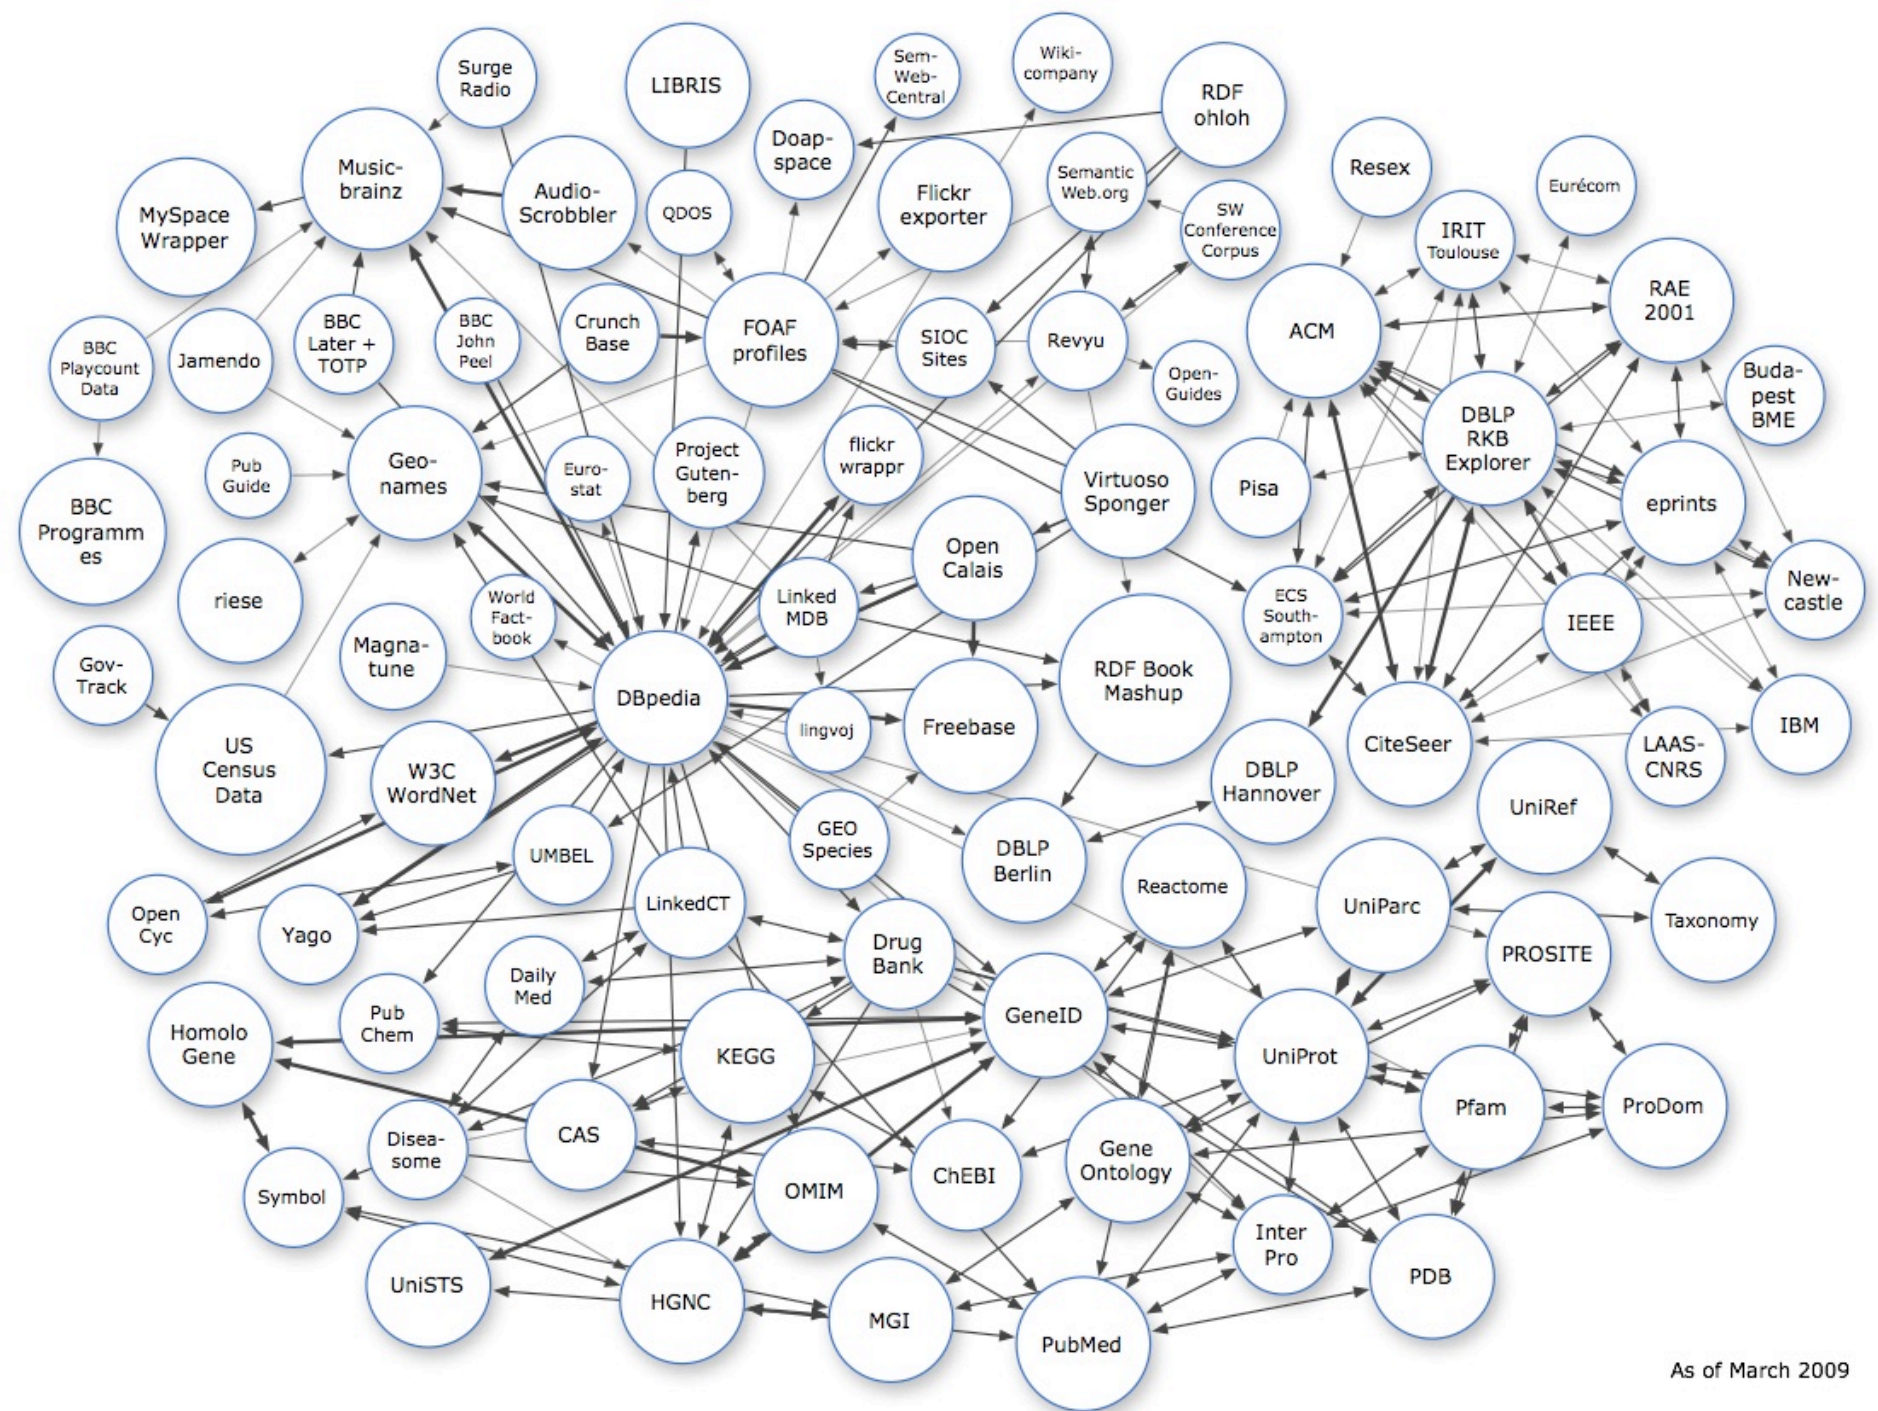 Surge
Radio
LIBRIS
Sem-
Web-
Central
Wiki-
company
RDF
ohloh
Doap-
space
Music-
brainz
Audio-
Scrobbler
QDOS
Flickr
exporter
Semantic
Web.org
SW
Conference
Corpus
Resex
Eurécom
IRIT
Toulouse
MySpace
Wrapper
RAE
2001
BBC
Playcount
Data
Jamendo
BBC
Later +
TOTP
BBC
John
Peel
Crunch
Base
FOAF
profiles
SIOC
Sites
Revyu
Open-
Guides
ACM
Buda-
pest
BME
DBLP
RKB
Explorer
Pub
Guide
Geo-
names
Euro-
stat
Project
Guten-
berg
flickr
wrappr
Virtuoso
Sponger
Pisa
eprints
BBC
Programm
es
riese
World
Fact-
book
Linked
MDB
Open
Calais
ECS
South-
ampton
IEEE
New-
castle
Gov-
Track
Magna-
tune
DBpedia
lingvoj
Freebase
RDF Book
Mashup
US
Census
Data
W3C
WordNet
CiteSeer
LAAS-
CNRS
IBM
DBLP
Hannover
UniRef
UMBEL
GEO
Species
DBLP
Berlin
Reactome
UniParc
Taxonomy
Open
Cyc
Yago
LinkedCT
Drug
Bank
PROSITE
Daily
Med
Pub
Chem
Homolo
Gene
KEGG
GeneID
UniProt
Pfam
ProDom
Disea-
some
CAS
OMIM
ChEBI
Gene
Ontology
Symbol
UniSTS
HGNC
MGI
PubMed
Inter
Pro
PDB
As of March 2009